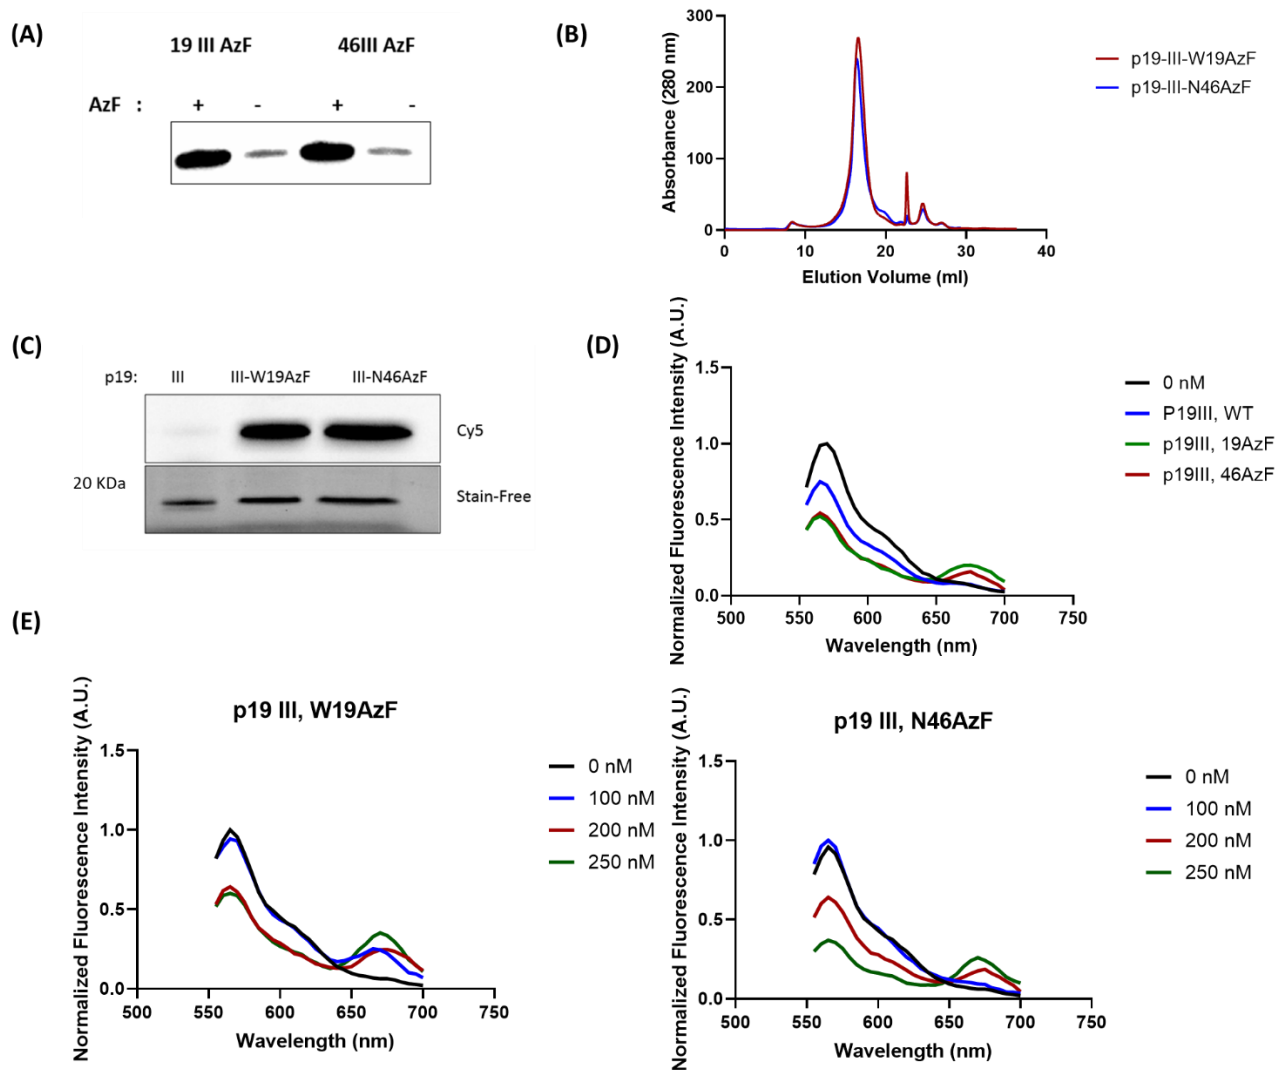 (A)
19 III AzF 46III AzF
AzF : + - + -
(B)
Absorbance (280 nm)
300
200
100
0
0 10 20 30 40
Elution Volume (ml)
p19-III-W19AzF
p19-III-N46AzF
(C)
p19: III III-W19AzF III-N46AzF
Cy5
20 KDa
Stain-Free
(D)
Normalized Fluorescence Intensity (A.U.)
1.5
1.0
0.5
0.0
500 550 600 650 700 750
Wavelength (nm)
0 nM
P19III, WT
p19III, 19AzF
p19III, 46AzF
(E)
p19 III, W19AzF
Normalized Fluorescence Intensity (A.U.)
1.5
1.0
0.5
0.0
500 550 600 650 700 750
Wavelength (nm)
0 nM
100 nM
200 nM
250 nM
p19 III, N46AzF
Normalized Fluorescence Intensity (A.U.)
1.5
1.0
0.5
0.0
500 550 600 650 700 750
Wavelength (nm)
0 nM
100 nM
200 nM
250 nM